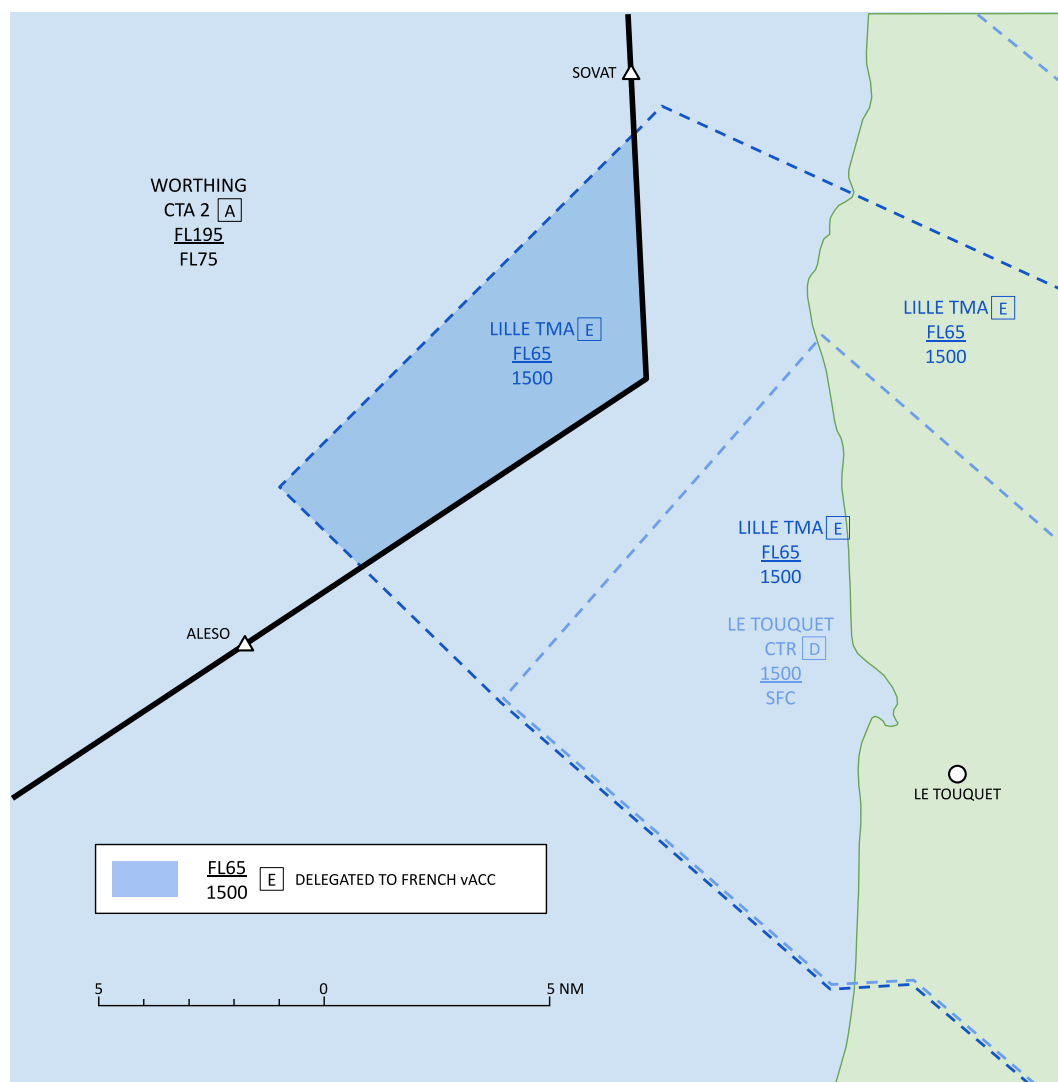 SOVAT
WORTHING
CTA 2 A
FL195
FL75
LILLE TMA E
FL65
1500
LILLE TMA E
FL65
1500
LILLE TMA E
FL65
1500
LE TOUQUET
CTR D
1500
SFC
ALESO
LE TOUQUET
FL65
1500
E DELEGATED TO FRENCH vACC
5 0 5 NM